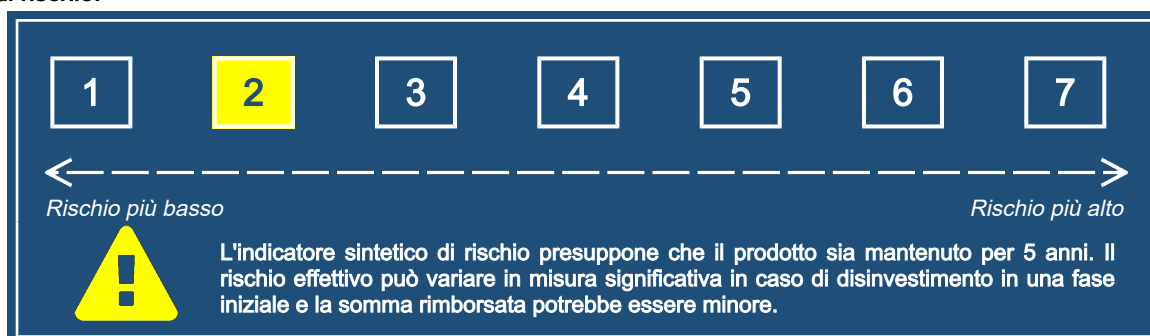 1 2 3 4 5 6 7
Rischio più basso Rischio più alto
L'indicatore sintetico di rischio presuppone che il prodotto sia mantenuto per 5 anni. Il
rischio effettivo può variare in misura significativa in caso di disinvestimento in una fase
iniziale e la somma rimborsata potrebbe essere minore.